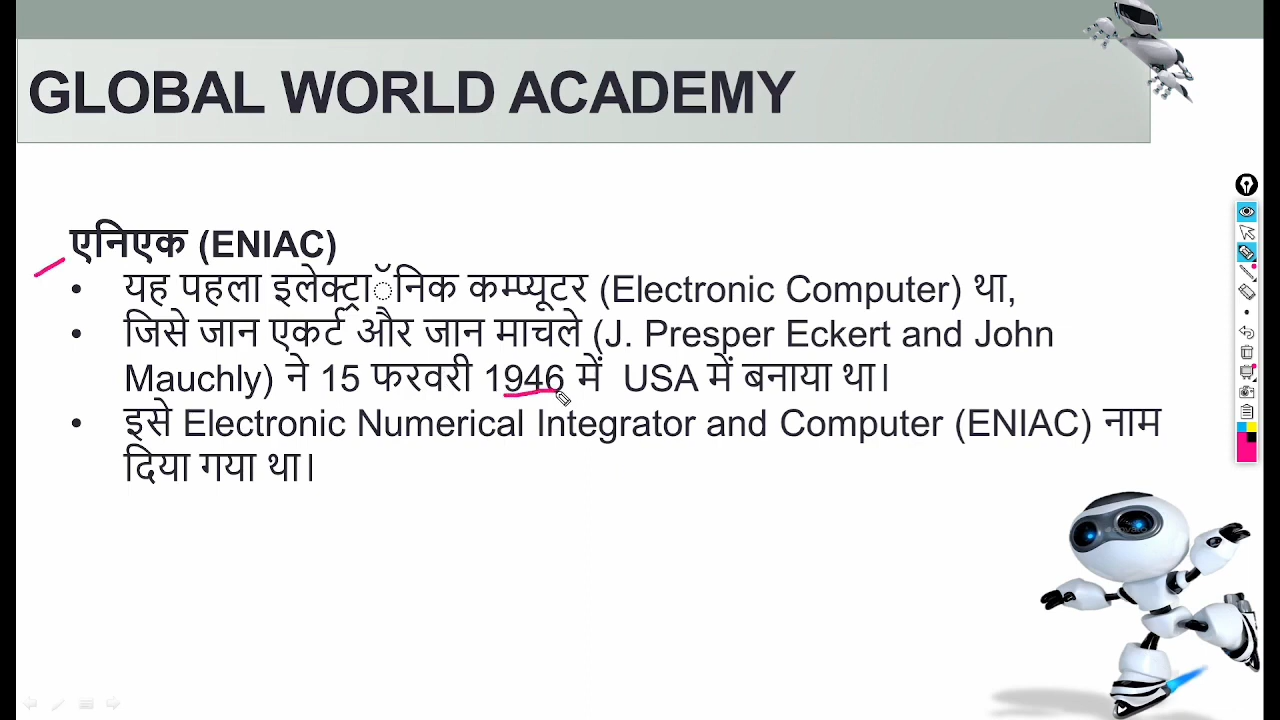 GLOBAL WORLD ACADEMY
एनिएक (ENIAC)
• यह पहला इलेक्ट्राॅनिक कम्प्यूटर (Electronic Computer) था,
• जिसे जान एकर्ट और जान माचले (J. Presper Eckert and John
Mauchly) ने 15 फरवरी 1946 में USA में बनाया था।
• इसे Electronic Numerical Integrator and Computer (ENIAC) नाम
दिया गया था।